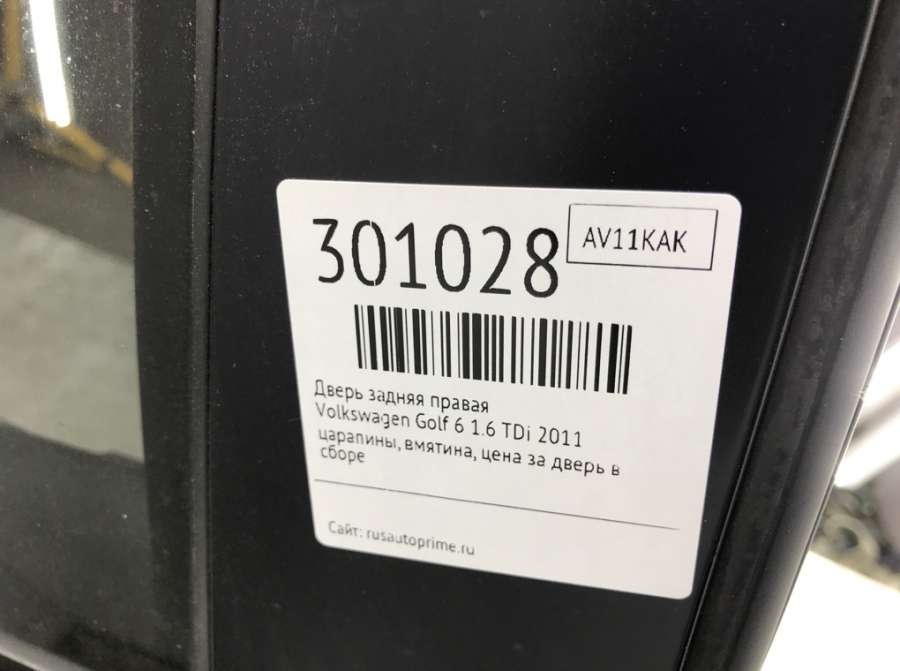 301028
AV11KAK
Дверь задняя правая
Volkswagen Golf 6 1.6 TDi 2011
царапины, вмятина, цена за дверь в
сборе
Сайт: rusautoprime.ru